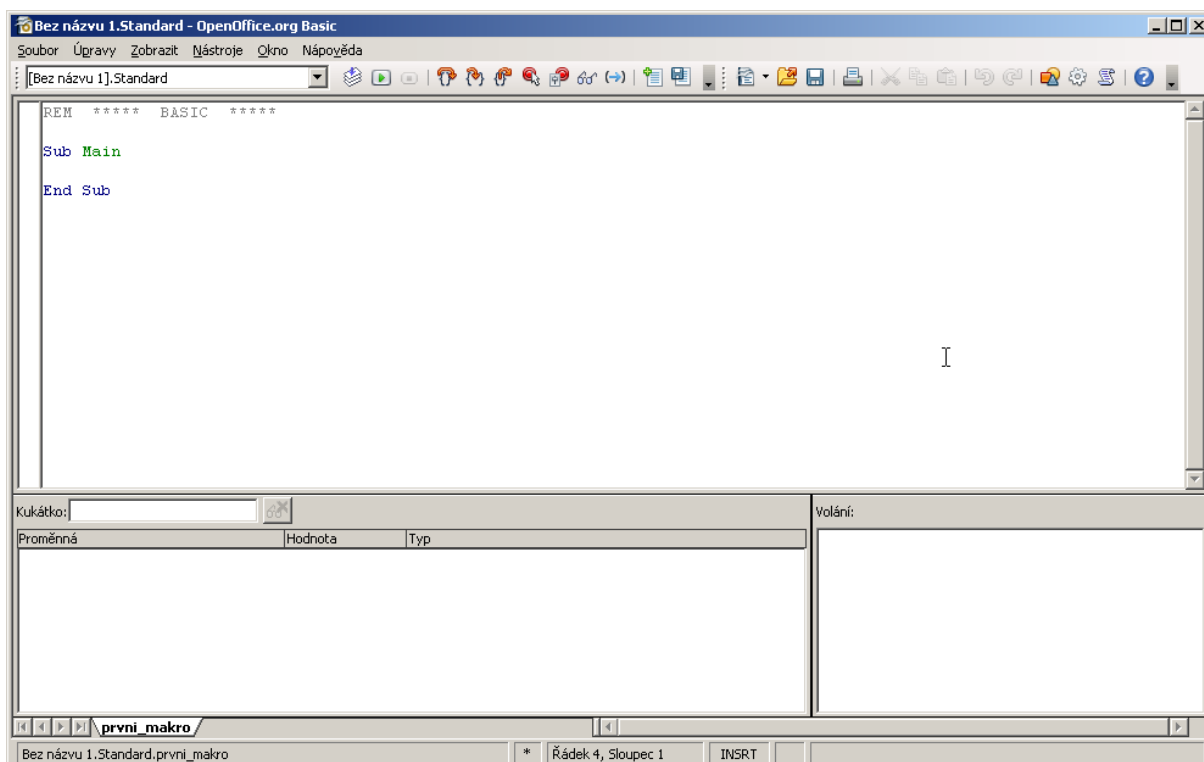 Bez názvu 1.Standard - OpenOffice.org Basic
Soubor Úpravy Zobrazit Nástroje Okno Nápověda
[Bez názvu 1].Standard
REM ***** BASIC *****
Sub Main
End Sub
Kukátko: Volání:
Proměnná Hodnota Typ
prvni_makro
Bez názvu 1.Standard.prvni_makro * Řádek 4, Sloupec 1 INSRT